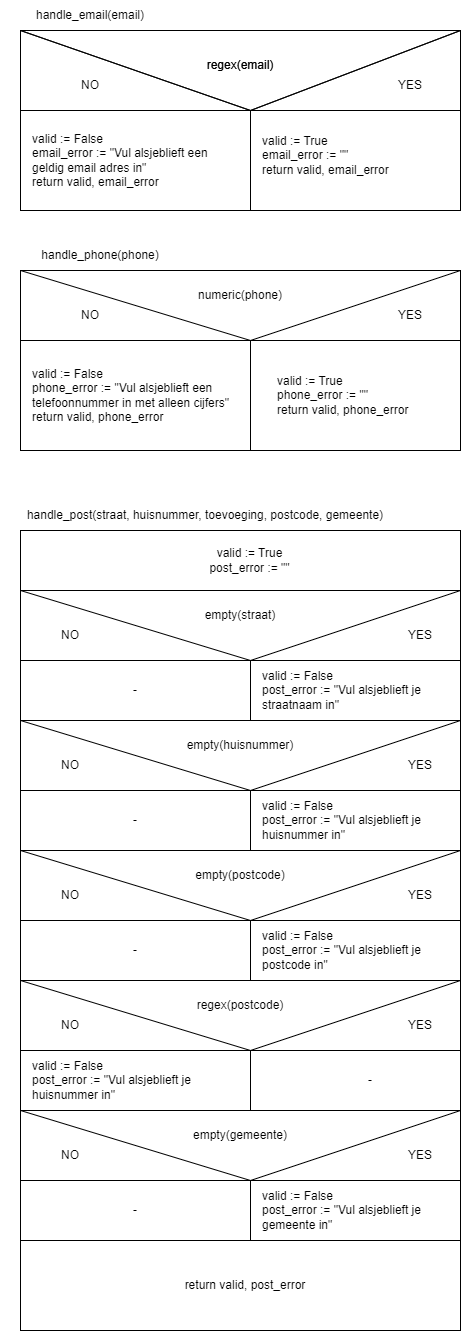 handle_email(email)
regex(email)
NO
YES
valid := False
email_error := "Vul alsjeblieft een
geldig email adres in"
return valid, email_error
valid := True
email_error := ""
return valid, email_error
handle_phone(phone)
numeric(phone)
NO
YES
valid := False
phone_error := "Vul alsjeblieft een
telefoonnummer in met alleen cijfers"
return valid, phone_error
valid := True
phone_error := ""
return valid, phone_error
handle_post(straat, huisnummer, toevoeging, postcode, gemeente)
valid := True
post_error := ""
empty(straat)
NO
YES
-
valid := False
post_error := "Vul alsjeblieft je
straatnaam in"
empty(huisnummer)
NO
YES
-
valid := False
post_error := "Vul alsjeblieft je
huisnummer in"
empty(postcode)
NO
YES
-
valid := False
post_error := "Vul alsjeblieft je
postcode in"
regex(postcode)
NO
YES
valid := False
post_error := "Vul alsjeblieft je
huisnummer in"
-
empty(gemeente)
NO
YES
-
valid := False
post_error := "Vul alsjeblieft je
gemeente in"
return valid, post_error